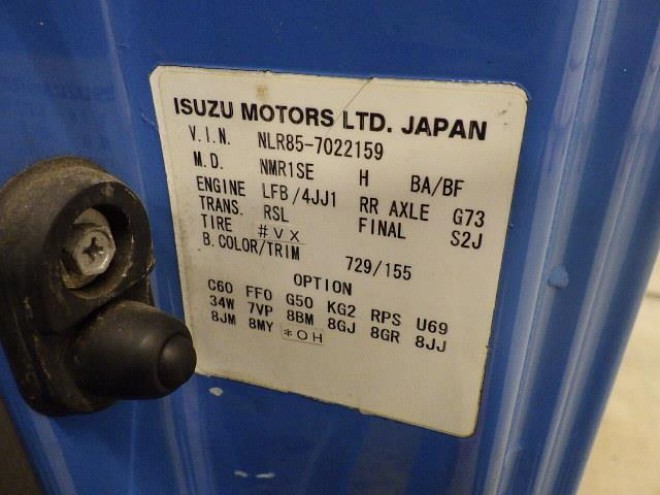 ISUZU MOTORS LTD. JAPAN
V.I.N. NLR85-7022159
M.D. NMR1SE H BA/BF
ENGINE LFB/4JJ1 RR AXLE G73
TRANS. RSL FINAL S2J
TIRE #VX
B.COLOR/TRIM 729/155
OPTION
C60 FF0 G50 KG2 RPS U69
34W 7VP 8BM 8GJ 8GR 8JJ
8JM 8MY *OH